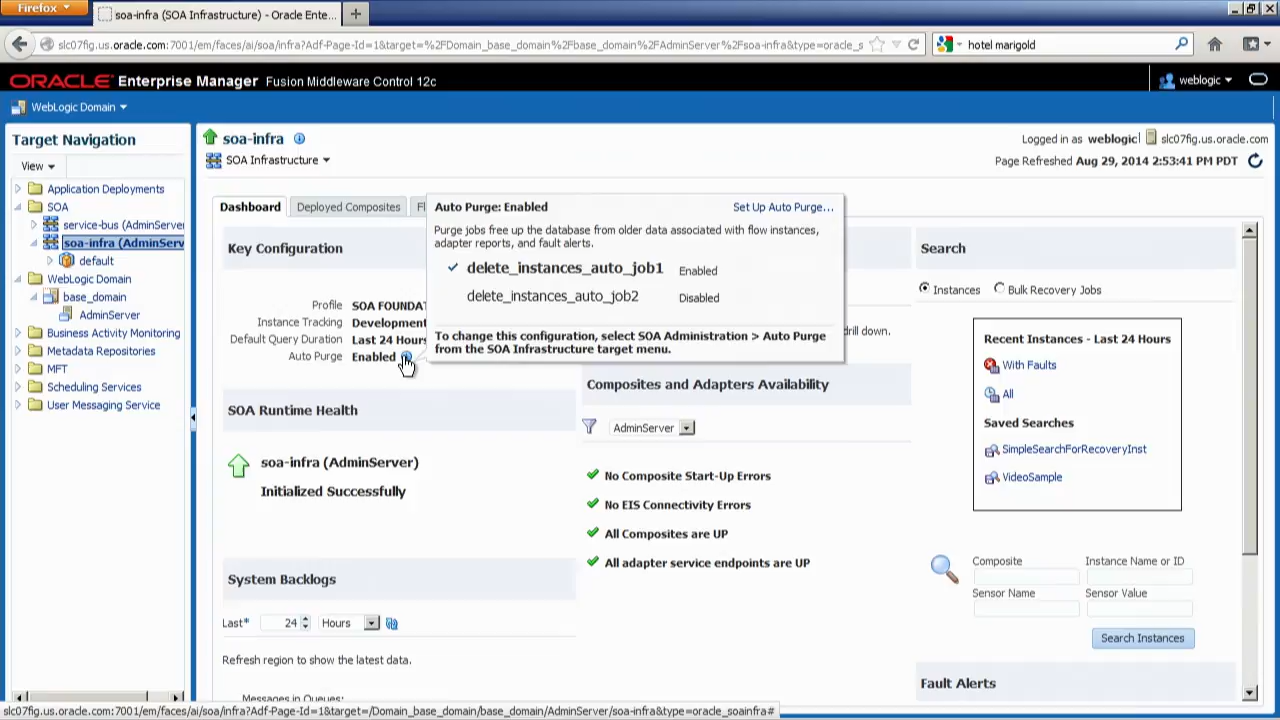 Firefox
soa-infra (SOA Infrastructure) - Oracle Ente...
slc07fig.us.oracle.com:7001/em/faces/ai/soa/infra?Adf-Page-Id=1&target=%2FDomain_base_domain%2Fbase_domain%2FAdminServer%2Fsoa-infra&type=oracle_s
hotel marigold
ORACLE Enterprise Manager Fusion Middleware Control 12c
weblogic
WebLogic Domain
Target Navigation
View
Application Deployments
SOA
service-bus (AdminServer
soa-infra (AdminServ
default
WebLogic Domain
base_domain
AdminServer
Business Activity Monitoring
Metadata Repositories
MFT
Scheduling Services
User Messaging Service
soa-infra
SOA Infrastructure
Logged in as weblogic
slc07fig.us.oracle.com
Page Refreshed Aug 29, 2014 2:53:41 PM PDT
Dashboard
Deployed Composites
Fl
Key Configuration
Profile SOA FOUNDAT
Instance Tracking Development
Default Query Duration Last 24 Hours
Auto Purge Enabled
Auto Purge: Enabled
Set Up Auto Purge...
Purge jobs free up the database from older data associated with flow instances,
adapter reports, and fault alerts.
delete_instances_auto_job1 Enabled
delete_instances_auto_job2 Disabled
To change this configuration, select SOA Administration > Auto Purge
from the SOA Infrastructure target menu.
drill down.
SOA Runtime Health
soa-infra (AdminServer)
Initialized Successfully
System Backlogs
Last* 24 Hours
Refresh region to show the latest data.
Messages in Queues:
Composites and Adapters Availability
AdminServer
No Composite Start-Up Errors
No EIS Connectivity Errors
All Composites are UP
All adapter service endpoints are UP
Search
Instances
Bulk Recovery Jobs
Recent Instances - Last 24 Hours
With Faults
All
Saved Searches
SimpleSearchForRecoveryInst
VideoSample
Composite
Instance Name or ID
Sensor Name
Sensor Value
Search Instances
Fault Alerts
slc07fig.us.oracle.com:7001/em/faces/ai/soa/infra?Adf-Page-Id=1&target=/Domain_base_domain/base_domain/AdminServer/soa-infra&type=oracle_soainfra#